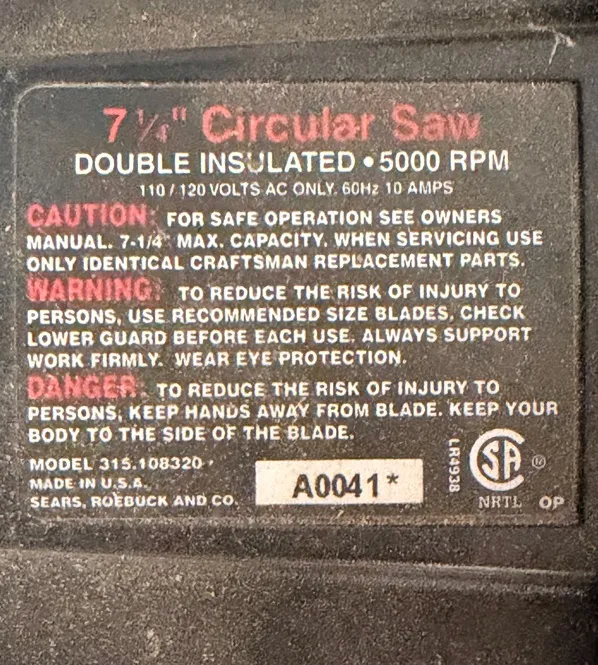 7 1/4" Circular Saw
DOUBLE INSULATED • 5000 RPM
110 / 120 VOLTS AC ONLY, 60Hz 10 AMPS
CAUTION: FOR SAFE OPERATION SEE OWNERS
MANUAL. 7-1/4" MAX. CAPACITY. WHEN SERVICING USE
ONLY IDENTICAL CRAFTSMAN REPLACEMENT PARTS.
WARNING: TO REDUCE THE RISK OF INJURY TO
PERSONS, USE RECOMMENDED SIZE BLADES, CHECK
LOWER GUARD BEFORE EACH USE. ALWAYS SUPPORT
WORK FIRMLY. WEAR EYE PROTECTION.
DANGER: TO REDUCE THE RISK OF INJURY TO
PERSONS, KEEP HANDS AWAY FROM BLADE. KEEP YOUR
BODY TO THE SIDE OF THE BLADE.
MODEL 315.108320
MADE IN U.S.A.
SEARS, ROEBUCK AND CO.
A0041*
LR4938
SA ®
NRTL OP